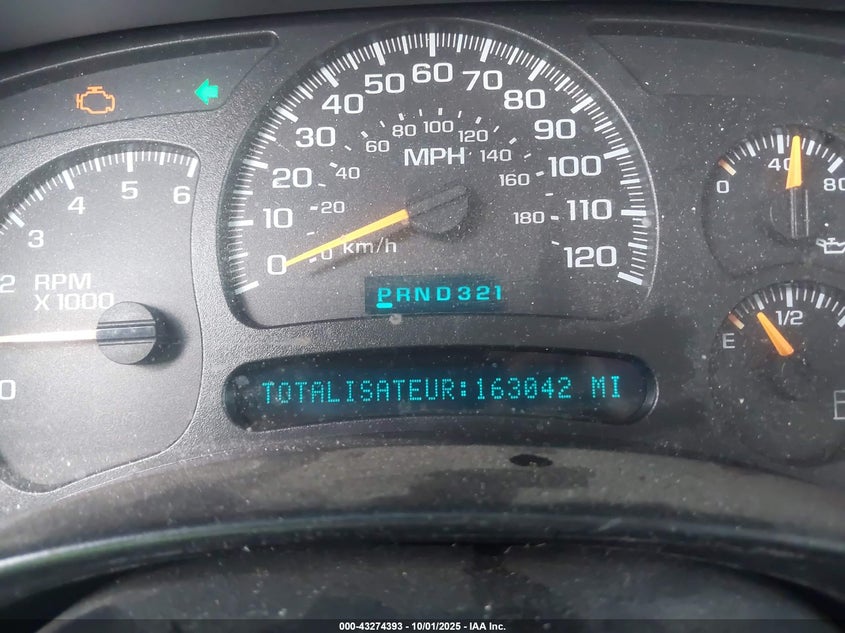 60
50 70
40 80
30 90
20 100
10 110
0 120
80 100 120
60 140
40 160
20 180
0
MPH
km/h
6
5
4
3
2
0
RPM
X1000
PRND321
TOTALISATEUR:163042 MI
0 40 80
E 1/2
000-43274393 - 10/01/2025 - IAA Inc.